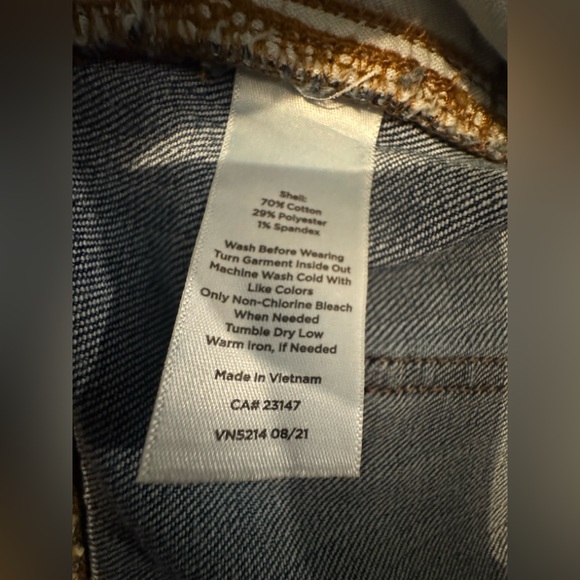 Shell:
70% Cotton
29% Polyester
1% Spandex
Wash Before Wearing
Turn Garment Inside Out
Machine Wash Cold With
Like Colors
Only Non-Chlorine Bleach
When Needed
Tumble Dry Low
Warm Iron, If Needed
Made In Vietnam
CA# 23147
VN5214 08/21